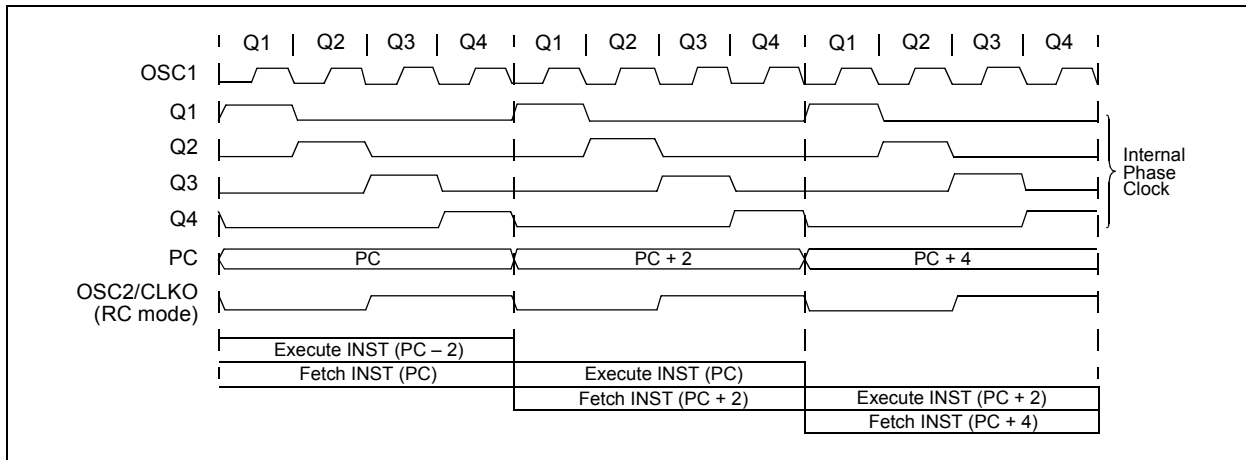 Q1 Q2 Q3 Q4 Q1 Q2 Q3 Q4 Q1 Q2 Q3 Q4
OSC1
Q1
Q2
Q3
Q4
Internal
Phase
Clock
PC PC PC + 2 PC + 4
OSC2/CLKO
(RC mode)
Execute INST (PC – 2)
Fetch INST (PC) Execute INST (PC)
Fetch INST (PC + 2) Execute INST (PC + 2)
Fetch INST (PC + 4)